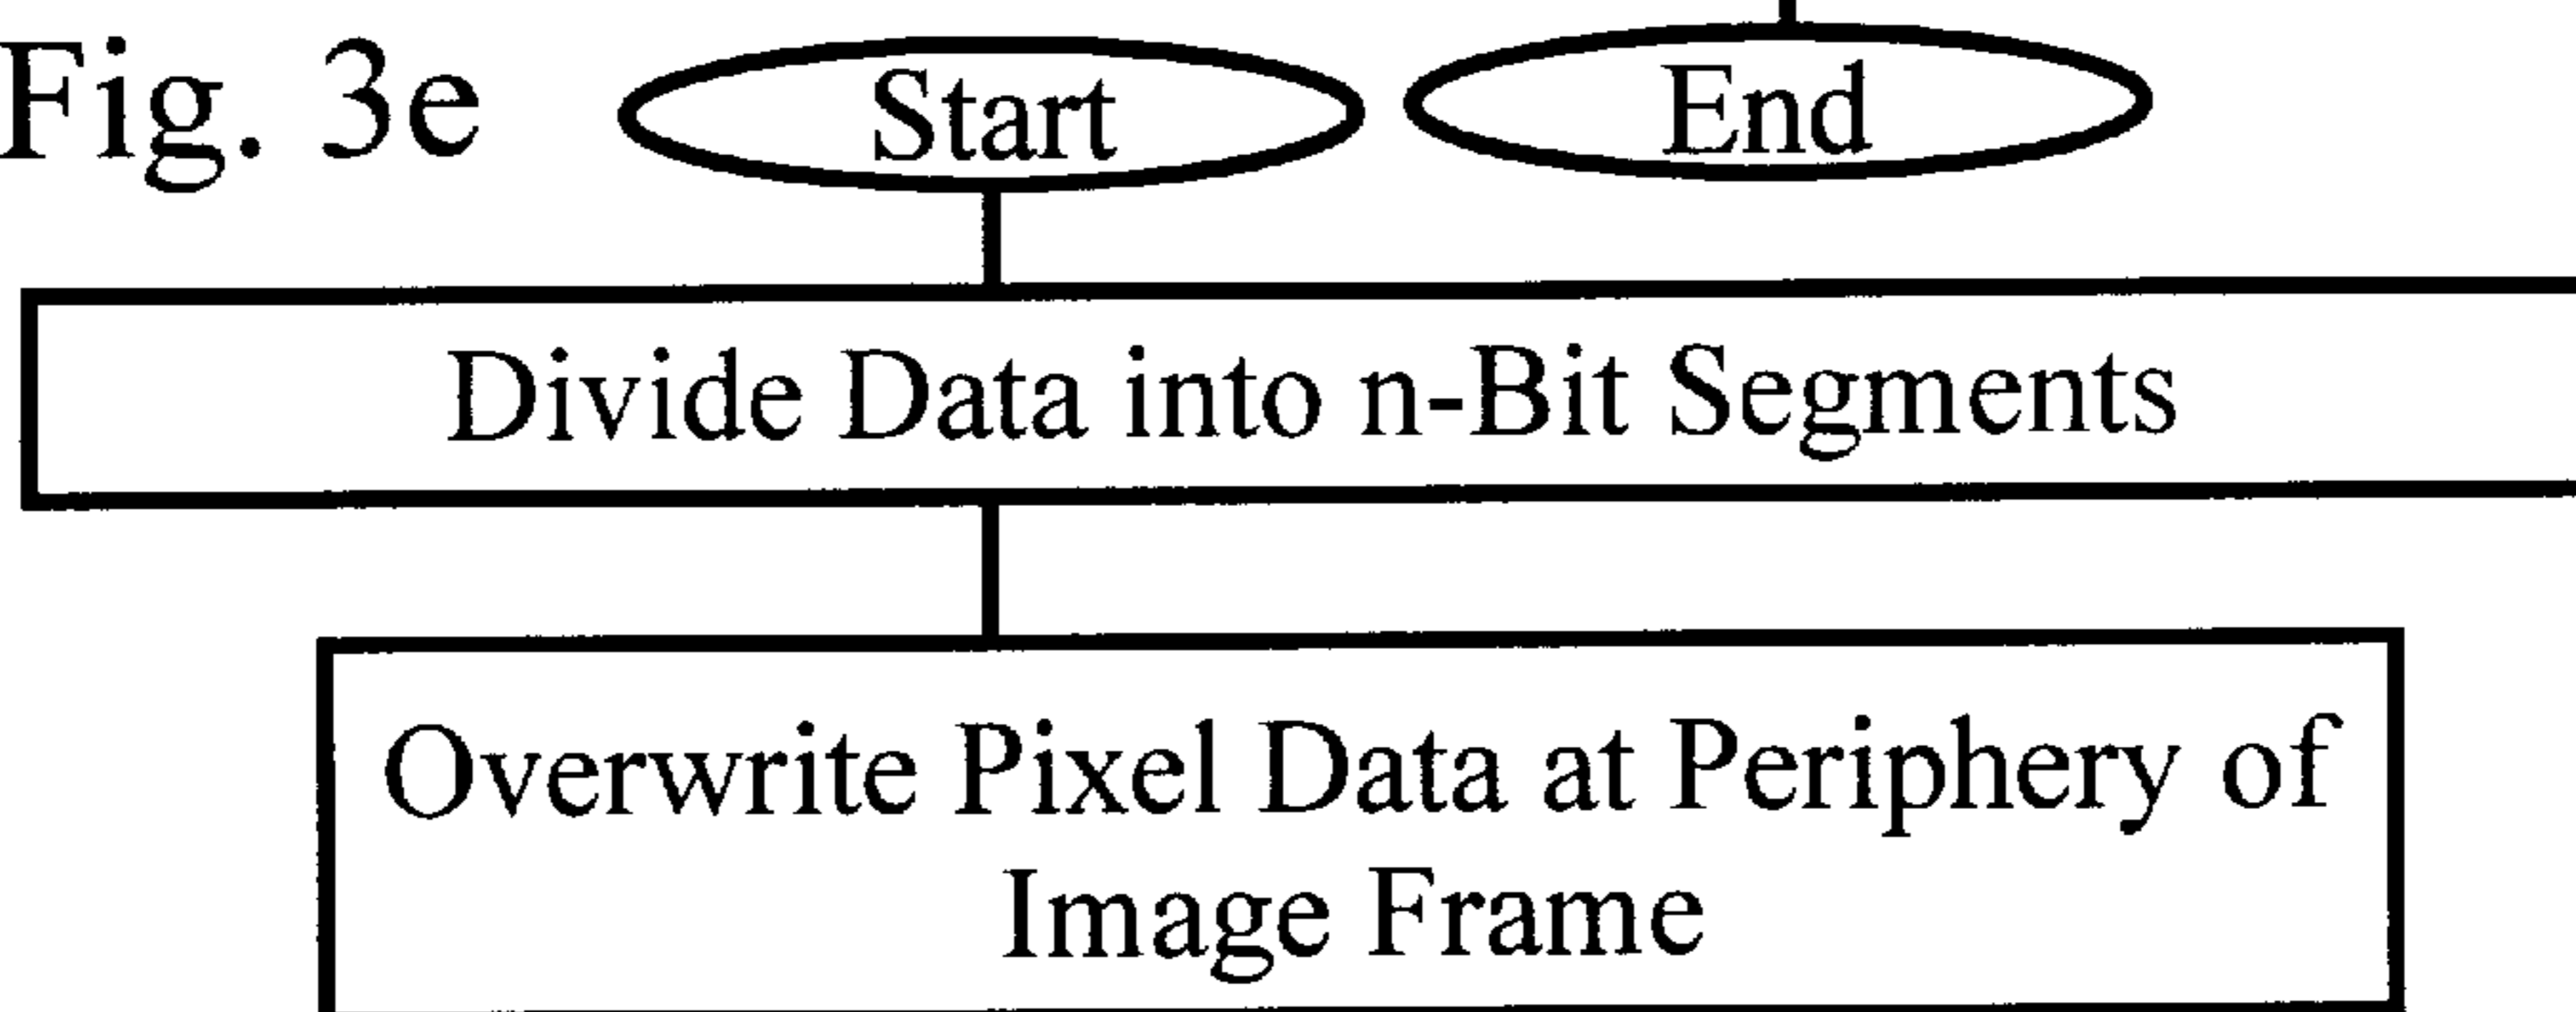 Fig. 3e
Start
End
Divide Data into n-Bit Segments
Overwrite Pixel Data at Periphery of
Image Frame